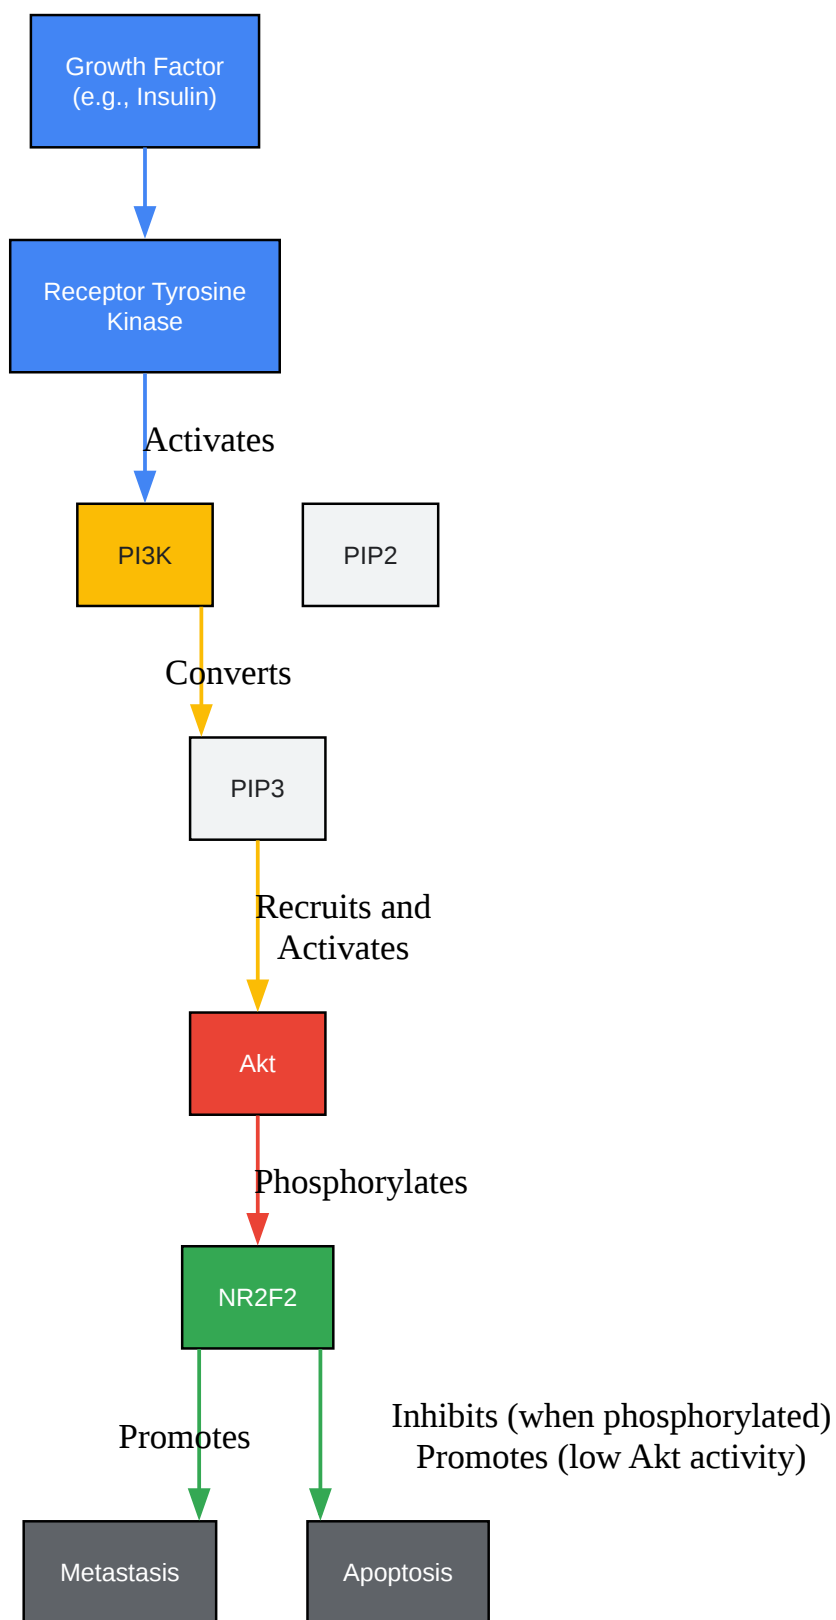 Growth Factor
(e.g., Insulin)
Receptor Tyrosine
Kinase
Activates
PI3K
PIP2
Converts
PIP3
Recruits and
Activates
Akt
Phosphorylates
NR2F2
Promotes
Inhibits (when phosphorylated)
Promotes (low Akt activity)
Metastasis
Apoptosis